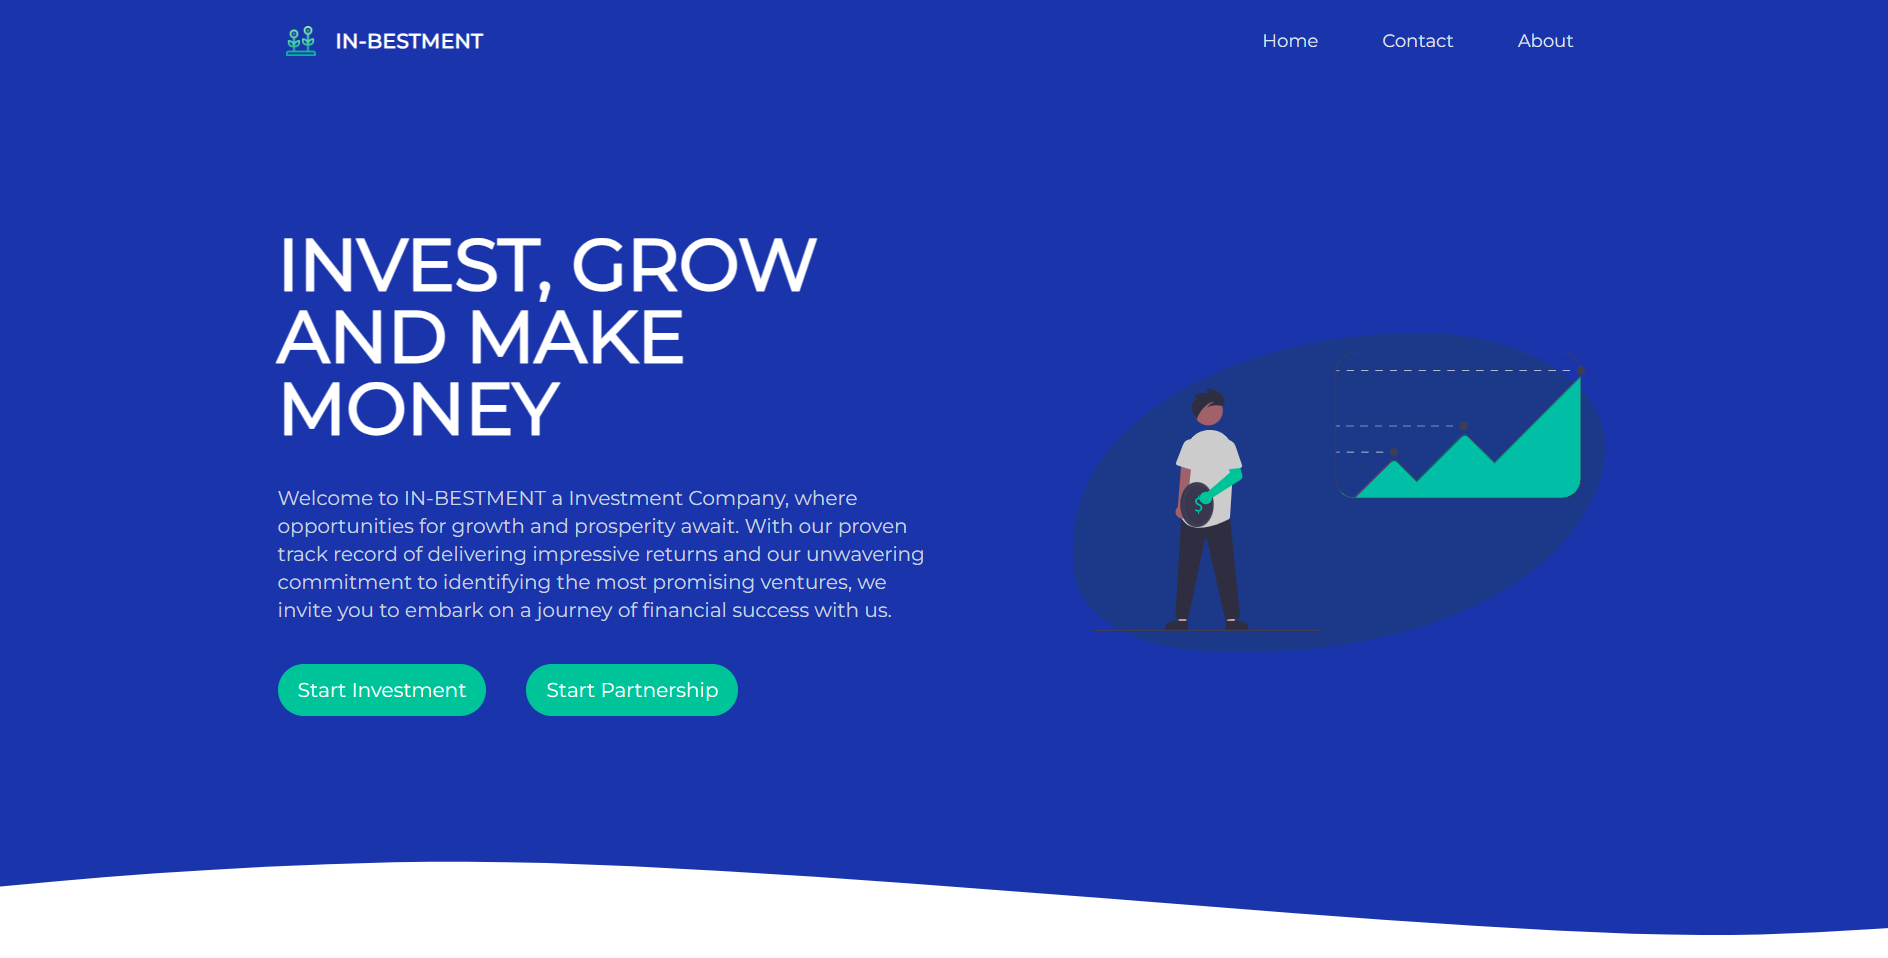 IN-BESTMENT
Home
Contact
About
INVEST, GROW
AND MAKE
MONEY
Welcome to IN-BESTMENT a Investment Company, where
opportunities for growth and prosperity await. With our proven
track record of delivering impressive returns and our unwavering
commitment to identifying the most promising ventures, we
invite you to embark on a journey of financial success with us.
$
Start Investment
Start Partnership